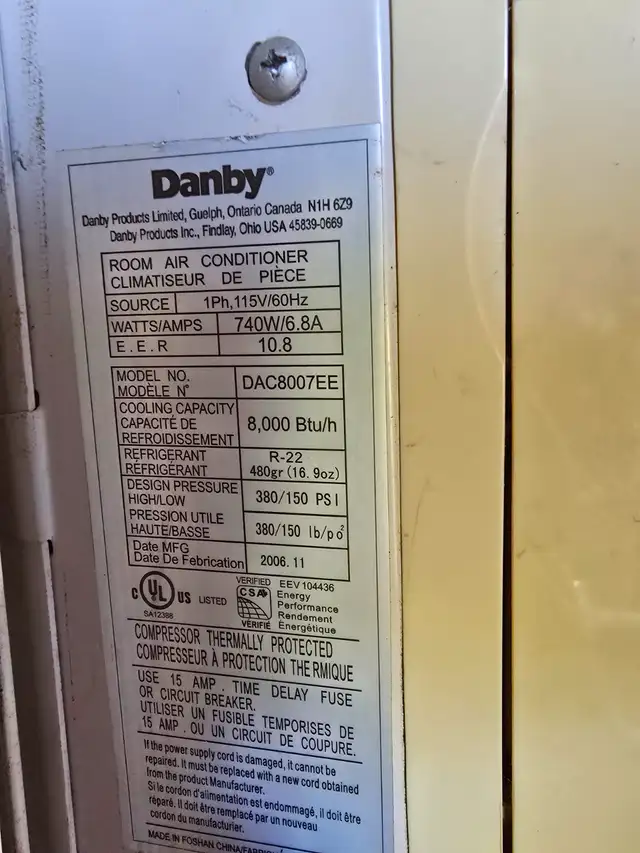 Danby®
Danby Products Limited, Guelph, Ontario Canada N1H 6Z9
Danby Products Inc., Findlay, Ohio USA 45839-0669
ROOM AIR CONDITIONER
CLIMATISEUR DE PIÈCE
SOURCE 1Ph,115V/60Hz
WATTS/AMPS 740W/6.8A
E.E.R 10.8
MODEL NO.
MODÈLE N° DAC8007EE
COOLING CAPACITY
CAPACITÉ DE
REFROIDISSEMENT 8,000 Btu/h
REFRIGERANT R-22
RÉFRIGÉRANT 480gr (16.9oz)
DESIGN PRESSURE
HIGH/LOW 380/150 PSI
PRESSION UTILE
HAUTE/BASSE 380/150 lb/po²
Date MFG
Date De Febrication 2006.11
C UL US LISTED
SA12388
VERIFIED EEV104436
CSA Energy
Performance
Rendement
VERIFIÉ Énergétique
COMPRESSOR THERMALLY PROTECTED
COMPRESSEUR À PROTECTION THERMIQUE
USE 15 AMP. TIME DELAY FUSE
OR CIRCUIT BREAKER.
UTILISER UN FUSIBLE TEMPORISES DE
15 AMP. OU UN CIRCUIT DE COUPURE.
If the power supply cord is damaged, it cannot be
repaired. It must be replaced with a new cord obtained
from the product Manufacturer.
Si le cordon d'alimentation est endommagé, il doit être
réparé. Il doit être remplacé par un nouveau
cordon du manufacturier.
MADE IN FOSHAN CHINA